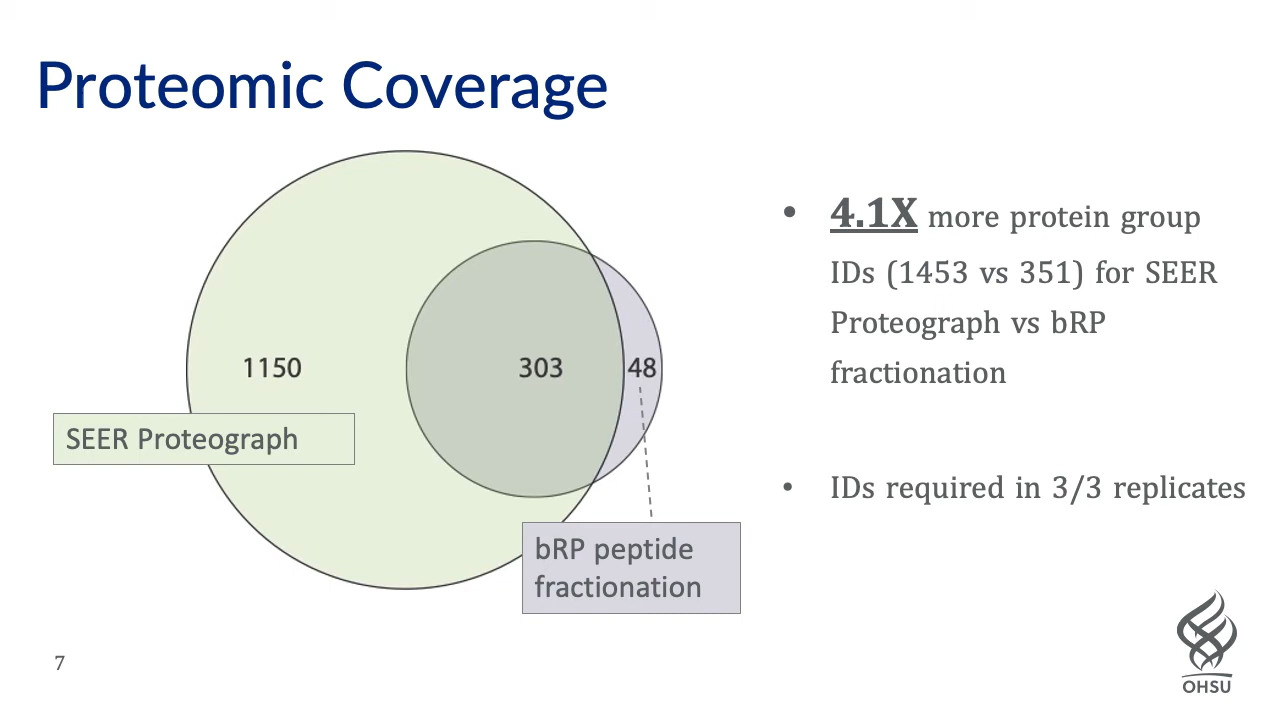 Proteomic Coverage
1150
303
48
SEER Proteograph
bRP peptide
fractionation
• 4.1X more protein group
IDs (1453 vs 351) for SEER
Proteograph vs bRP
fractionation
• IDs required in 3/3 replicates
7
OHSU